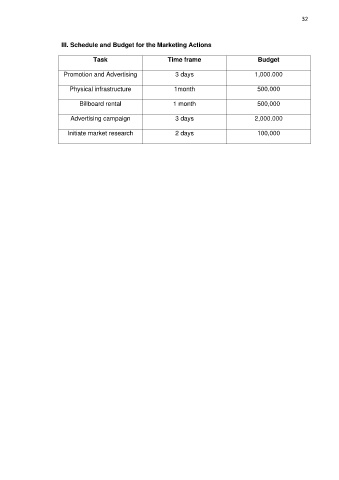 32
III. Schedule and Budget for the Marketing Actions
Task Time frame Budget
Promotion and Advertising 3 days 1,000.000
Physical infrastructure 1month 500,000
Billboard rental 1 month 500,000
Advertising campaign 3 days 2,000.000
Initiate market research 2 days 100,000